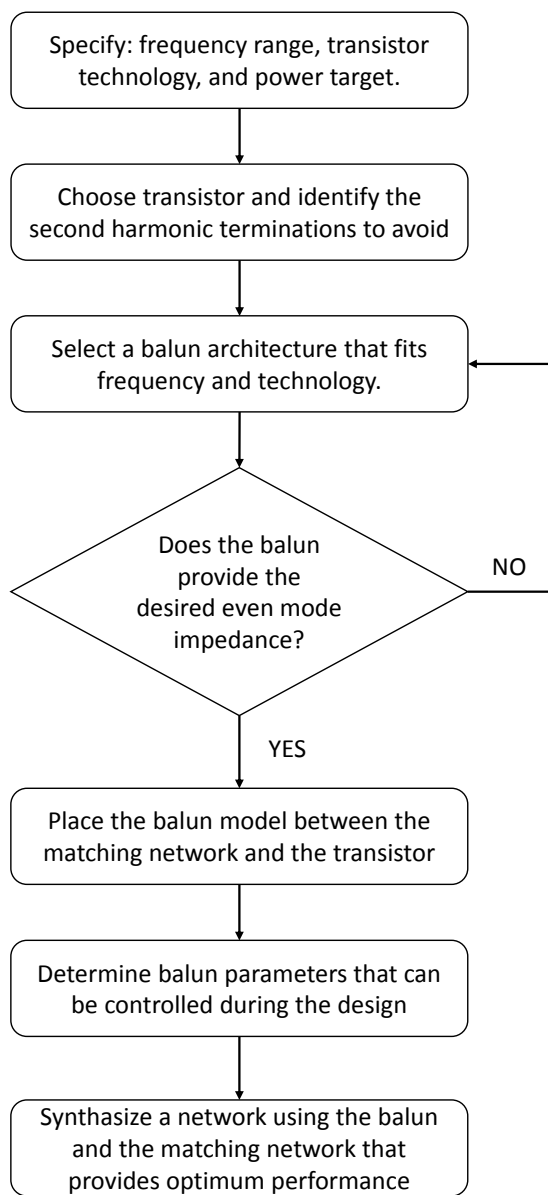 Specify: frequency range, transistor
technology, and power target.
Choose transistor and identify the
second harmonic terminations to avoid
Select a balun architecture that fits
frequency and technology.
Does the balun
provide the
desired even mode
impedance?
NO
YES
Place the balun model between the
matching network and the transistor
Determine balun parameters that can
be controlled during the design
Synthasize a network using the balun
and the matching network that
provides optimum performance